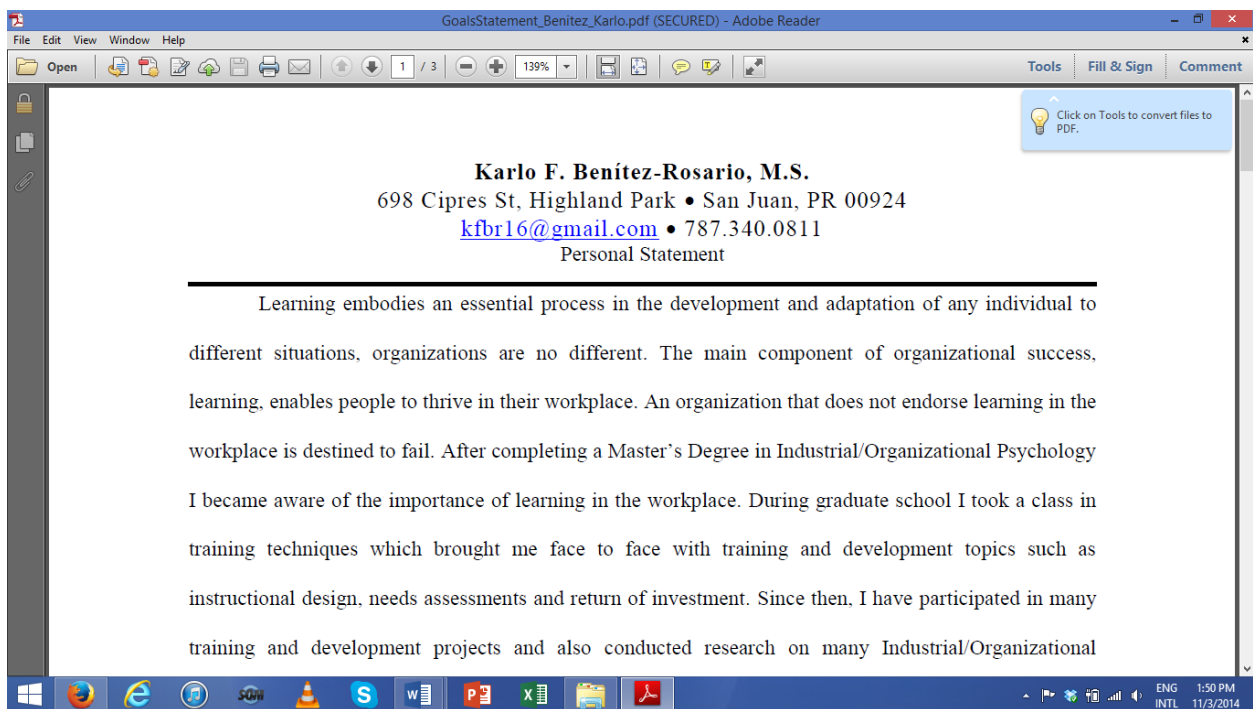 GoalsStatement_Benitez_Karlo.pdf (SECURED) - Adobe Reader
File Edit View Window Help
Open 1 / 3 139% Tools Fill & Sign Comment
Click on Tools to convert files to
PDF.
Karlo F. Benítez-Rosario, M.S.
698 Cipres St, Highland Park • San Juan, PR 00924
kfbr16@gmail.com • 787.340.0811
Personal Statement
Learning embodies an essential process in the development and adaptation of any individual to
different situations, organizations are no different. The main component of organizational success,
learning, enables people to thrive in their workplace. An organization that does not endorse learning in the
workplace is destined to fail. After completing a Master’s Degree in Industrial/Organizational Psychology
I became aware of the importance of learning in the workplace. During graduate school I took a class in
training techniques which brought me face to face with training and development topics such as
instructional design, needs assessments and return of investment. Since then, I have participated in many
training and development projects and also conducted research on many Industrial/Organizational
ENG 1:50 PM
INTL 11/3/2014